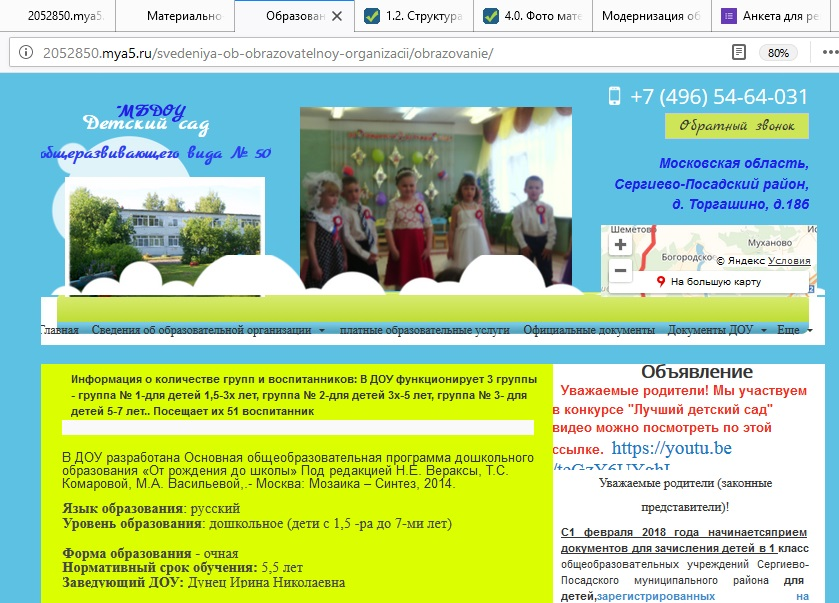 2052850.mya5.
Материально
Образован
1.2. Структура
4.0. Фото мате
Модернизация об
Анкета для ре
2052850.mya5.ru/svedeniya-ob-obrazovatelnoy-organizacii/obrazovanie/
80%
МБДОУ
Детский сад
общеразвивающего вида № 50
+7 (496) 54-64-031
Обратный звонок
Московская область,
Сергиево-Посадский район,
д. Торгашино, д.186
Шеметово
Муханово
Богородско
© Яндекс Условия
На большую карту
Главная Сведения об образовательной организации платные образовательные услуги Официальные документы Документы ДОУ Еще
Информация о количестве групп и воспитанников: В ДОУ функционирует 3 группы
- группа № 1-для детей 1,5-3х лет, группа № 2-для детей 3х-5 лет, группа № 3- для
детей 5-7 лет.. Посещает их 51 воспитанник
В ДОУ разработана Основная общеобразовательная программа дошкольного
образования «От рождения до школы» Под редакцией Н.Е. Вераксы, Т.С.
Комаровой, М.А. Васильевой,.- Москва: Мозаика – Синтез, 2014.
Язык образования: русский
Уровень образования: дошкольное (дети с 1,5 -ра до 7-ми лет)
Форма образования - очная
Нормативный срок обучения: 5,5 лет
Заведующий ДОУ: Дунец Ирина Николаевна
Объявление
Уважаемые родители! Мы участвуем
в конкурсе "Лучший детский сад"
видео можно посмотреть по этой
ссылке. https://youtu.be
Уважаемые родители (законные
представители)!
С1 февраля 2018 года начинаетсяприем
документов для зачисления детей в 1 класс
общеобразовательных учреждений Сергиево-
Посадского муниципального района для
детей,зарегистрированных на